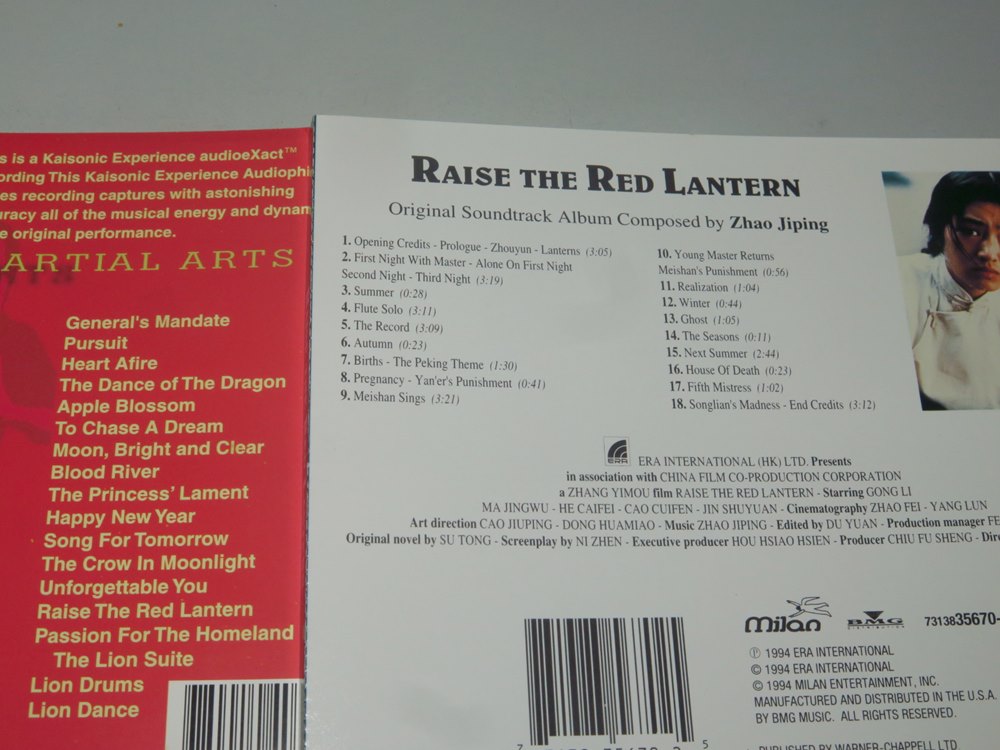 s is a Kaisonic Experience audioeXact™
ording This Kaisonic Experience Audiophi
es recording captures with astonishing
uracy all of the musical energy and dynam
e original performance.
ARTIAL ARTS
General's Mandate
Pursuit
Heart Afire
The Dance of The Dragon
Apple Blossom
To Chase A Dream
Moon, Bright and Clear
Blood River
The Princess' Lament
Happy New Year
Song For Tomorrow
The Crow In Moonlight
Unforgettable You
Raise The Red Lantern
Passion For The Homeland
The Lion Suite
Lion Drums
Lion Dance
RAISE THE RED LANTERN
Original Soundtrack Album Composed by Zhao Jiping
1. Opening Credits - Prologue - Zhouyun - Lanterns (3:05)
2. First Night With Master - Alone On First Night
Second Night - Third Night (3:19)
3. Summer (0:28)
4. Flute Solo (3:11)
5. The Record (3:09)
6. Autumn (0:23)
7. Births - The Peking Theme (1:30)
8. Pregnancy - Yan'er's Punishment (0:41)
9. Meishan Sings (3:21)
10. Young Master Returns
Meishan's Punishment (0:56)
11. Realization (1:04)
12. Winter (0:44)
13. Ghost (1:05)
14. The Seasons (0:11)
15. Next Summer (2:44)
16. House Of Death (0:23)
17. Fifth Mistress (1:02)
18. Songlian's Madness - End Credits (3:12)
ERA
ERA INTERNATIONAL (HK) LTD. Presents
in association with CHINA FILM CO-PRODUCTION CORPORATION
a ZHANG YIMOU film RAISE THE RED LANTERN - Starring GONG LI
MA JINGWU - HE CAIFEI - CAO CUIFEN - JIN SHUYUAN - Cinematography ZHAO FEI - YANG LUN
Art direction CAO JIUPING - DONG HUAMIAO - Music ZHAO JIPING - Edited by DU YUAN - Production manager FE
Original novel by SU TONG - Screenplay by NI ZHEN - Executive producer HOU HSIAO HSIEN - Producer CHIU FU SHENG - Dire
milan
BMG
DISTRIBUTION
7313835670-
℗ 1994 ERA INTERNATIONAL
© 1994 ERA INTERNATIONAL
© 1994 MILAN ENTERTAINMENT, INC.
MANUFACTURED AND DISTRIBUTED IN THE U.S.A.
BY BMG MUSIC. ALL RIGHTS RESERVED.
PUBLISHED BY WARNER-CHAPPELL LTD